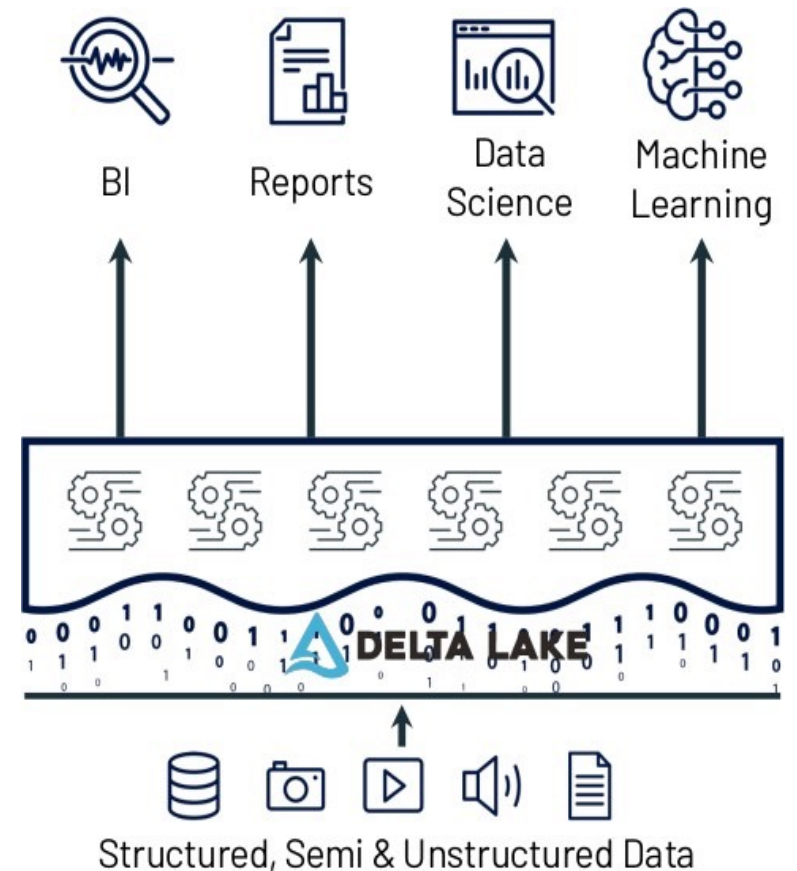 BI
Reports
Data
Science
Machine
Learning
DELTA LAKE
Structured, Semi & Unstructured Data